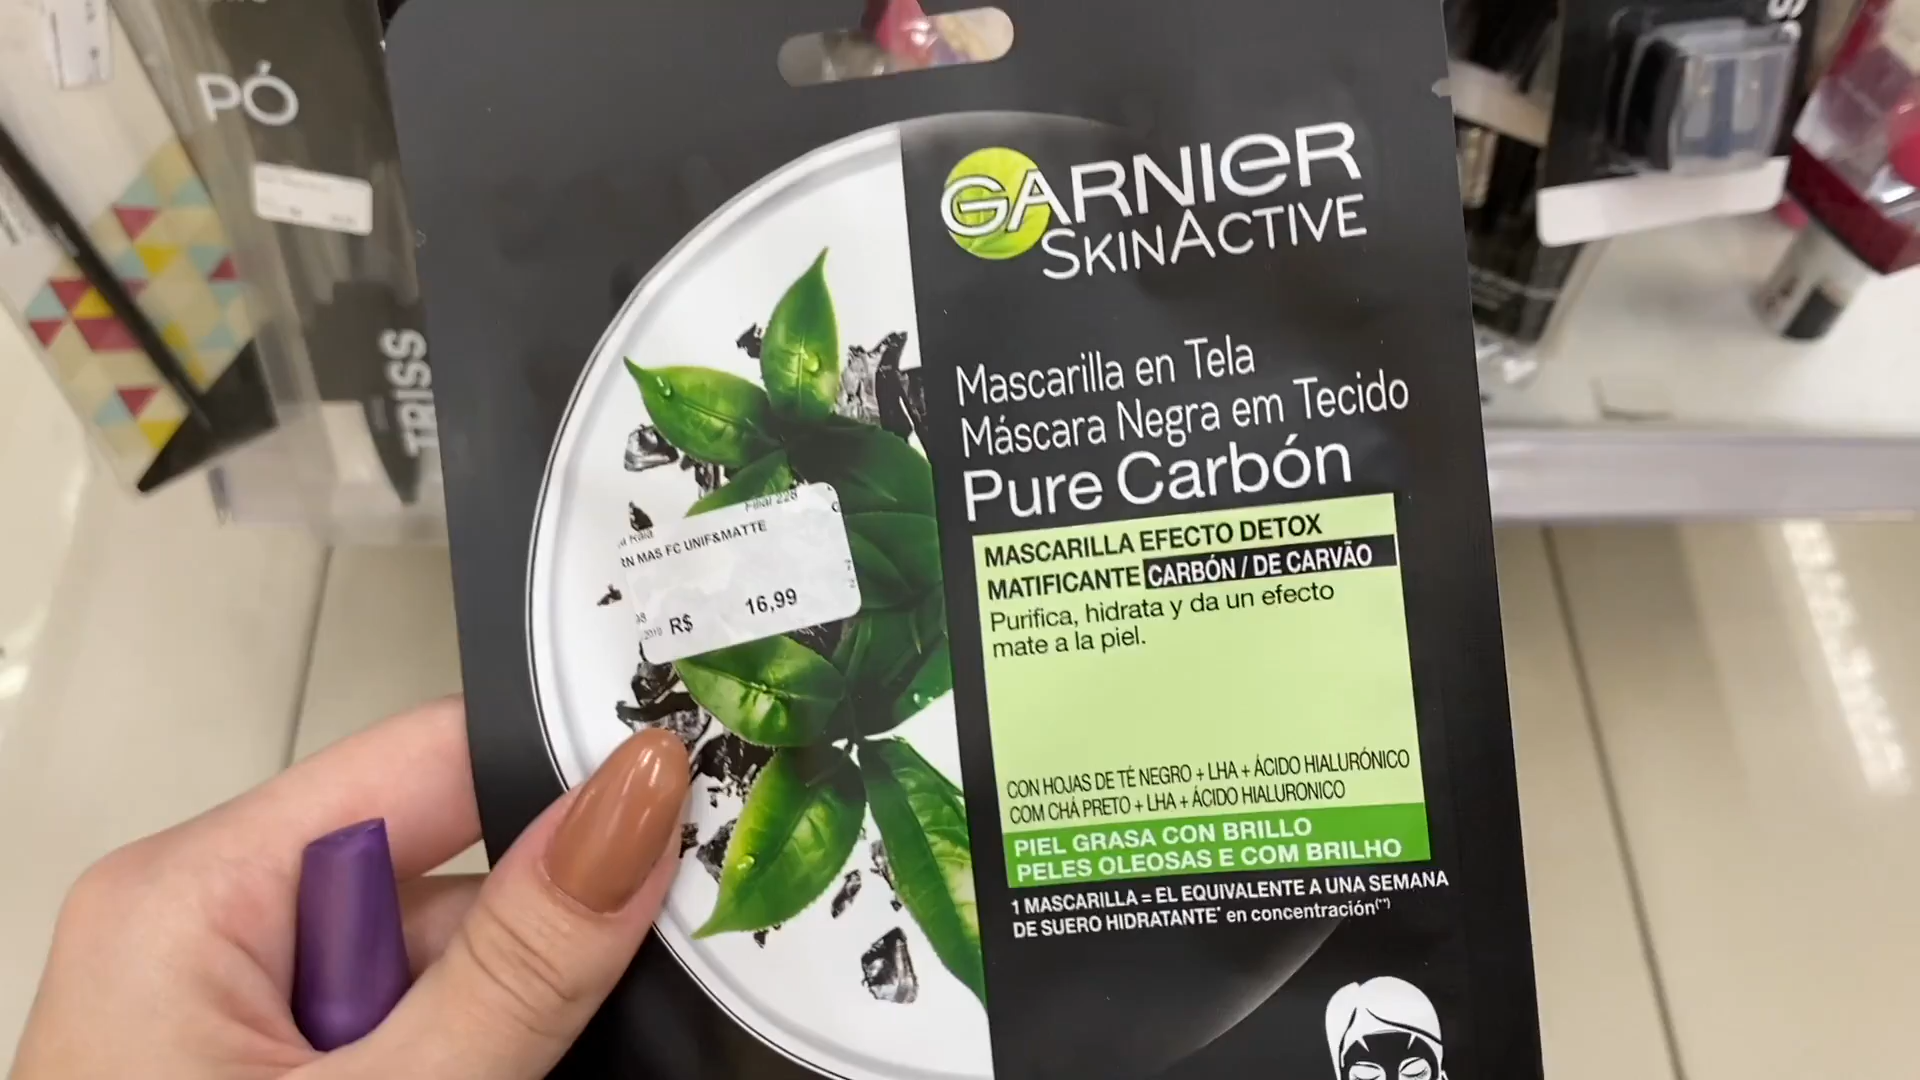 PÓ
TRISS
GARNIER
SKINACTIVE
Mascarilla en Tela
Máscara Negra em Tecido
Pure Carbón
MASCARILLA EFECTO DETOX
MATIFICANTE CARBÓN / DE CARVÃO
Purifica, hidrata y da un efecto
mate a la piel.
CON HOJAS DE TÉ NEGRO + LHA + ÁCIDO HIALURÓNICO
COM CHÁ PRETO + LHA + ÁCIDO HIALURONICO
PIEL GRASA CON BRILLO
PELES OLEOSAS E COM BRILHO
1 MASCARILLA = EL EQUIVALENTE A UNA SEMANA
DE SUERO HIDRATANTE* en concentración(**)
Filial 228
RN MAS FC UNIF&MATTE
R$ 16,99